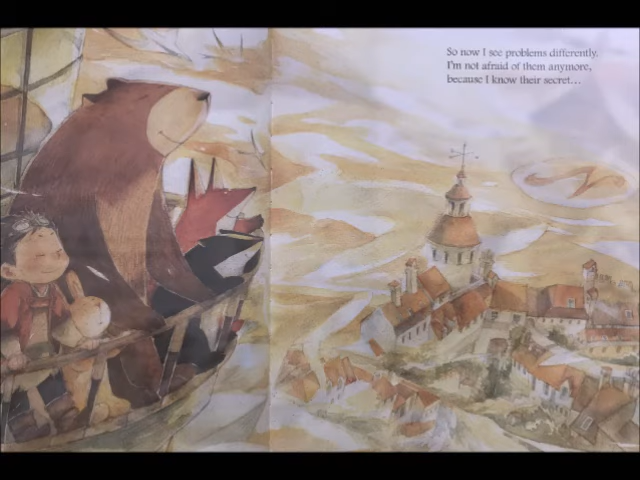 So now I see problems differently.
I'm not afraid of them anymore,
because I know their secret...